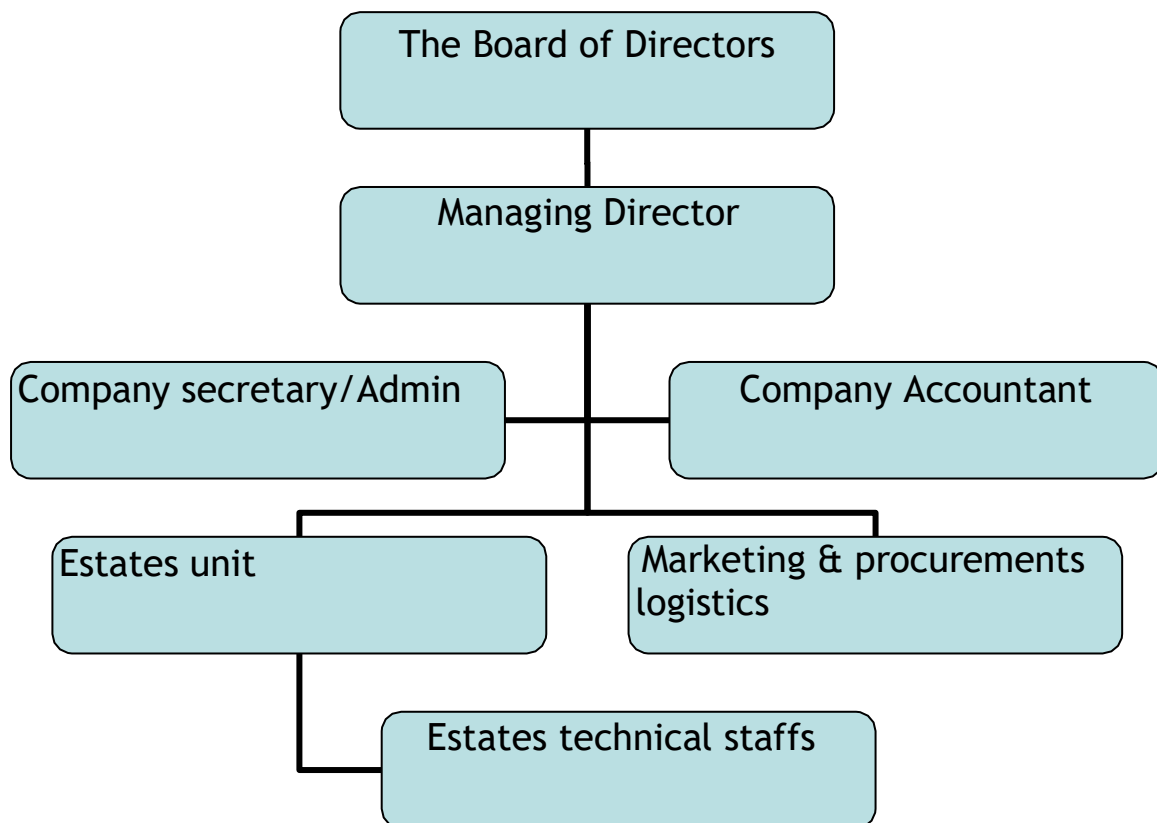 The Board of Directors
Managing Director
Company secretary/Admin
Company Accountant
Estates unit
Marketing & procurements
logistics
Estates technical staffs